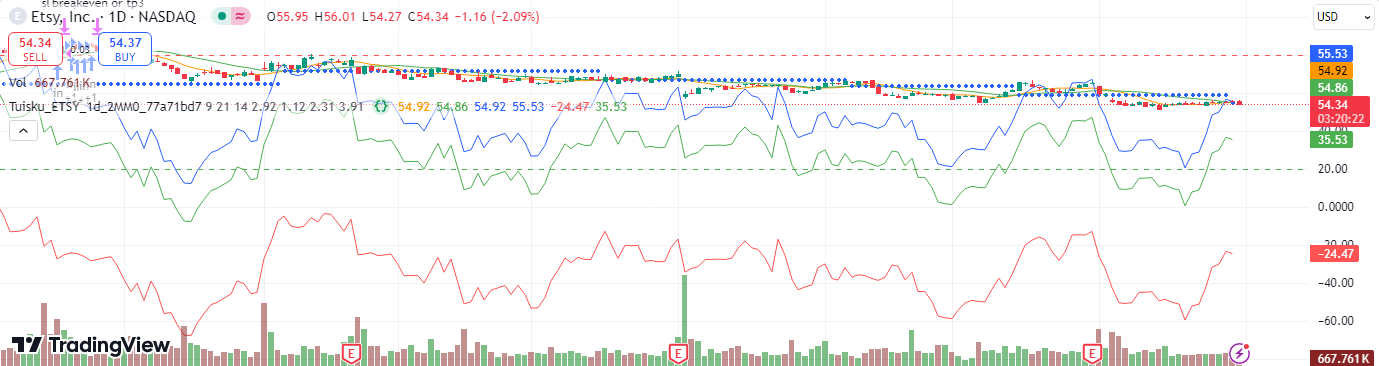 sl breakeven or tp3
E Etsy, Inc. · 1D · NASDAQ O55.95 H56.01 L54.27 C54.34 −1.16 (−2.09%)
USD
54.34
SELL
0.03
54.37
BUY
Vol 667.761 K
Tuisku_ETSY_1d_2MM0_77a71bd7 9 21 14 2.92 1.12 2.31 3.91 54.92 54.86 54.92 55.53 −24.47 35.53
55.53
54.92
54.86
54.34
03:20:22
40.00
35.53
20.00
0.0000
−20.00
−24.47
−40.00
−60.00
667.761 K
E
E
E
TradingView